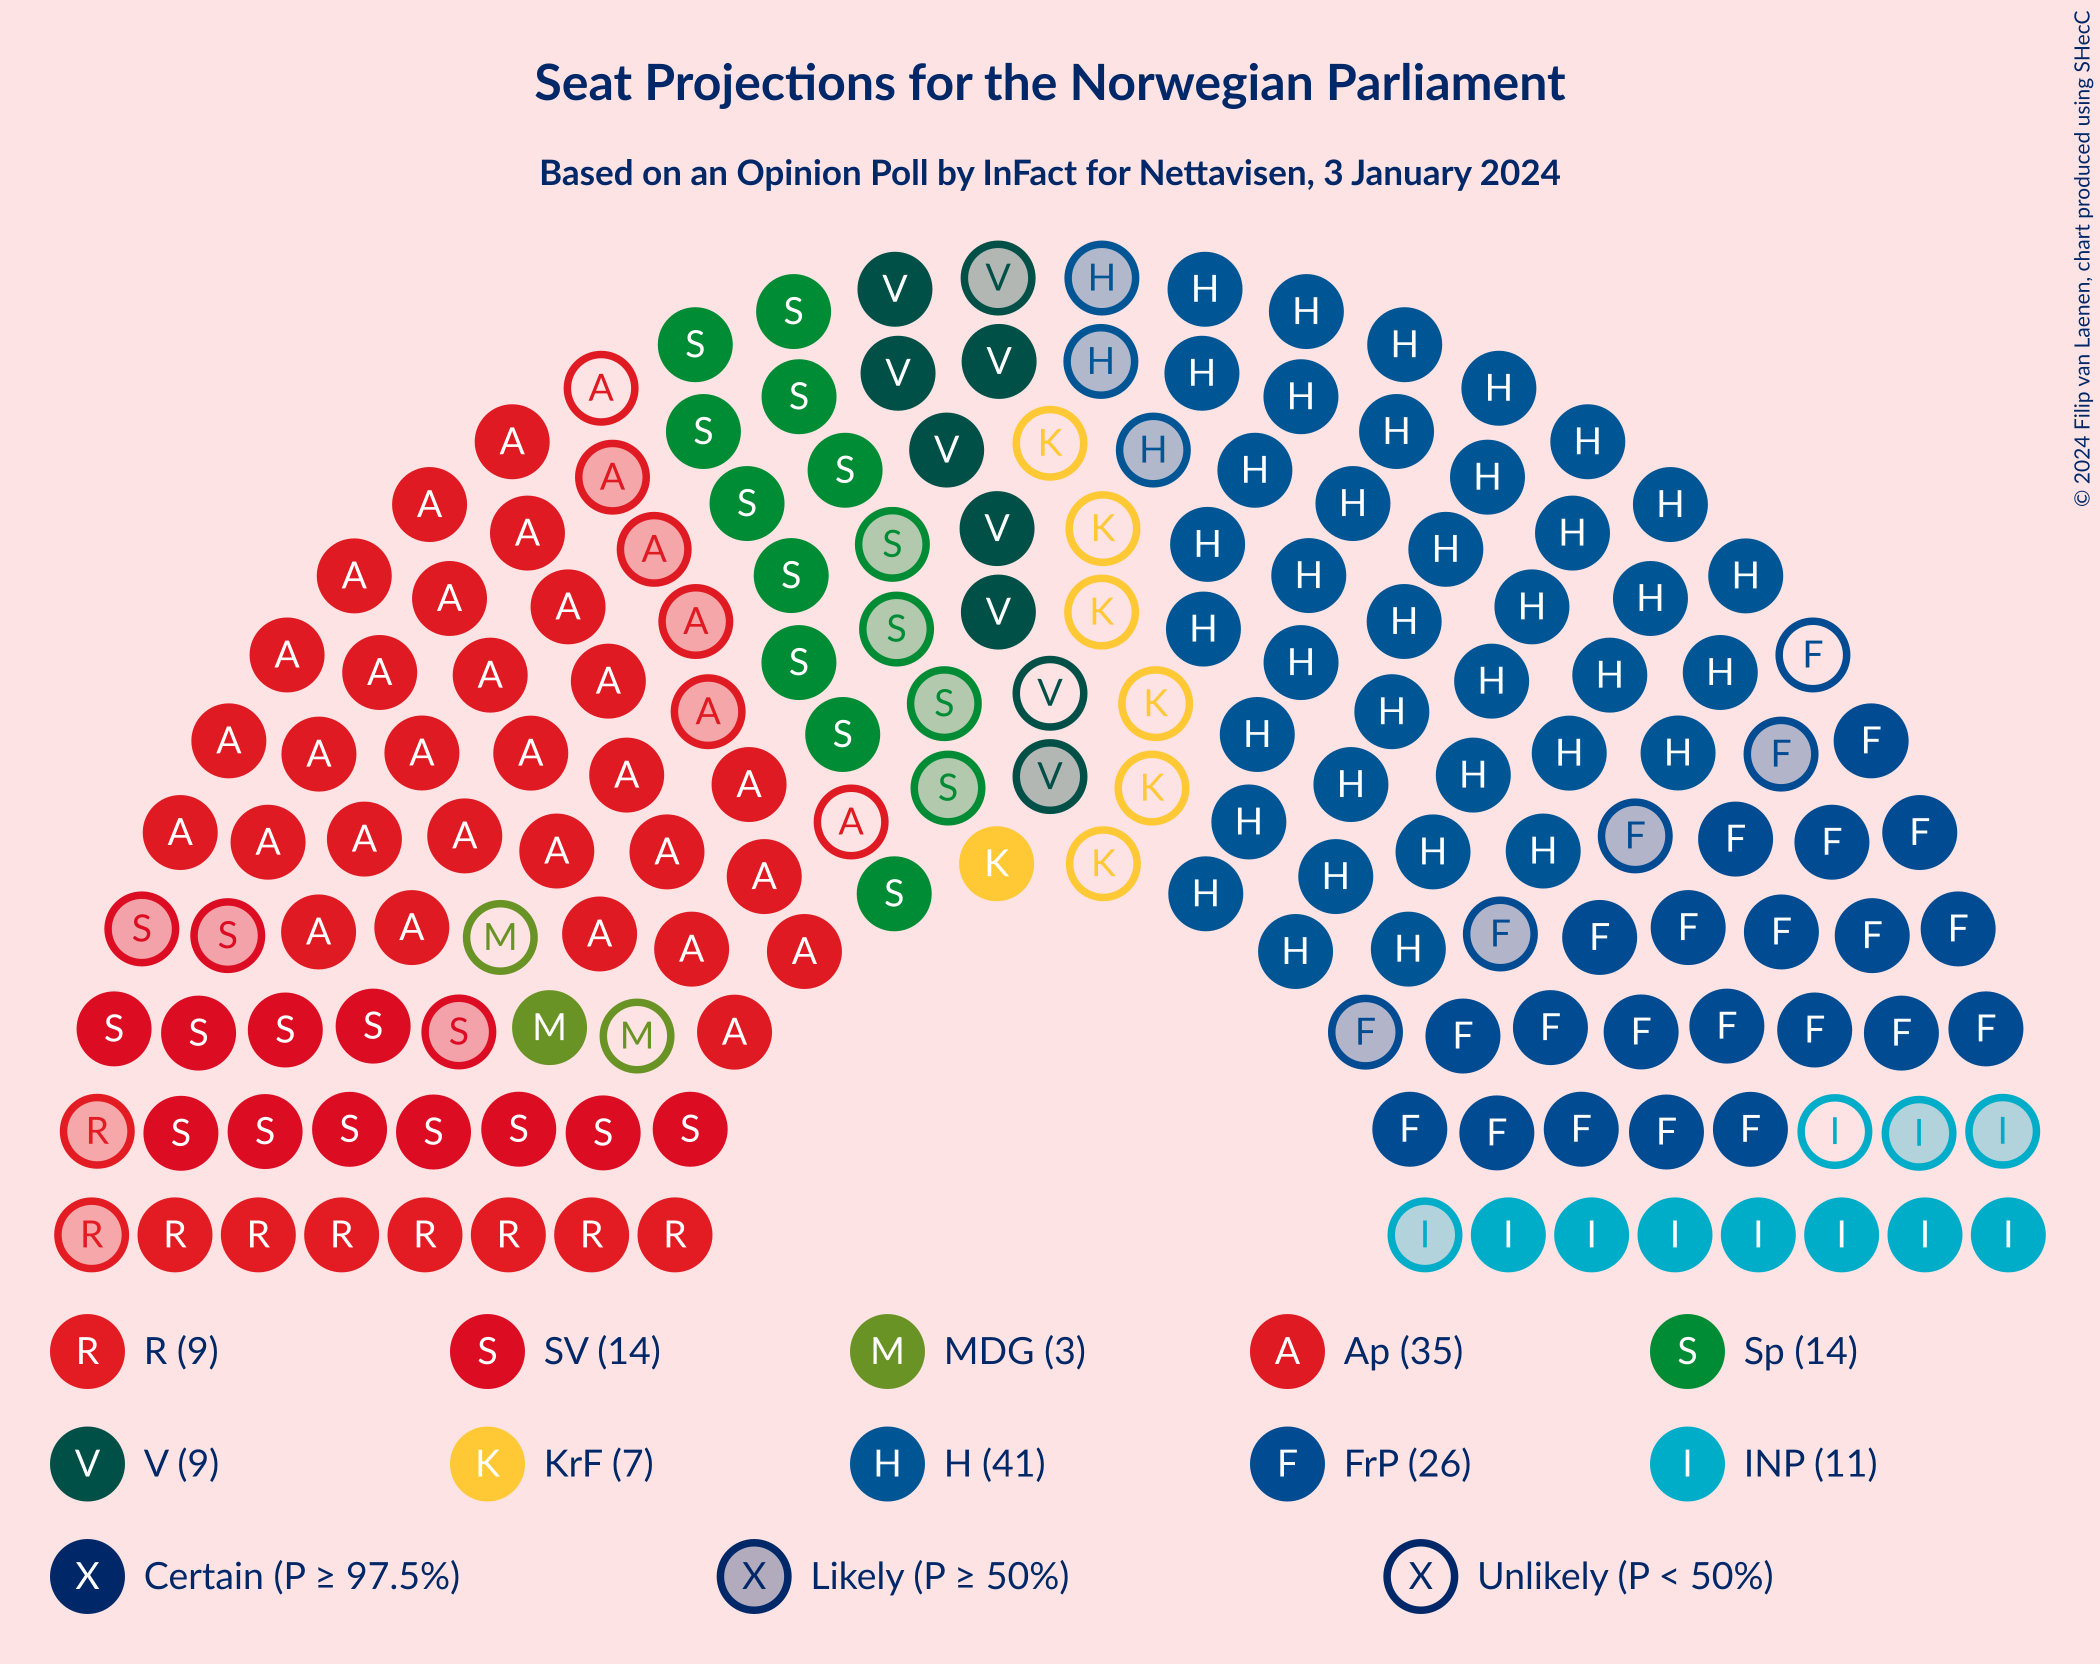 Seat Projections for the Norwegian Parliament
Based on an Opinion Poll by InFact for Nettavisen, 3 January 2024
© 2024 Filip van Laenen, chart produced using SHecC
V V H H
S S H H
A V V H H H
S S H H
A A S V K H H H
A S S H H H
A A S V K H H H
A A S S H H H
A A A S V K H H H F
A A A S S H H H
A A A S V K H H H F F
A A A A S H H H
A A A A A S V K H H F F F
A A A A A K K H H H F
S S A A M A A A S H H H F F F F F F
S S S S S M M A F F F F F F F F
R S S S S S S S F F F F F I I I
R R R R R R R R I I I I I I I I
R R (9) S SV (14) M MDG (3) A Ap (35) S Sp (14)
V V (9) K KrF (7) H H (41) F FrP (26) I INP (11)
X Certain (P ≥ 97.5%) X Likely (P ≥ 50%) X Unlikely (P < 50%)